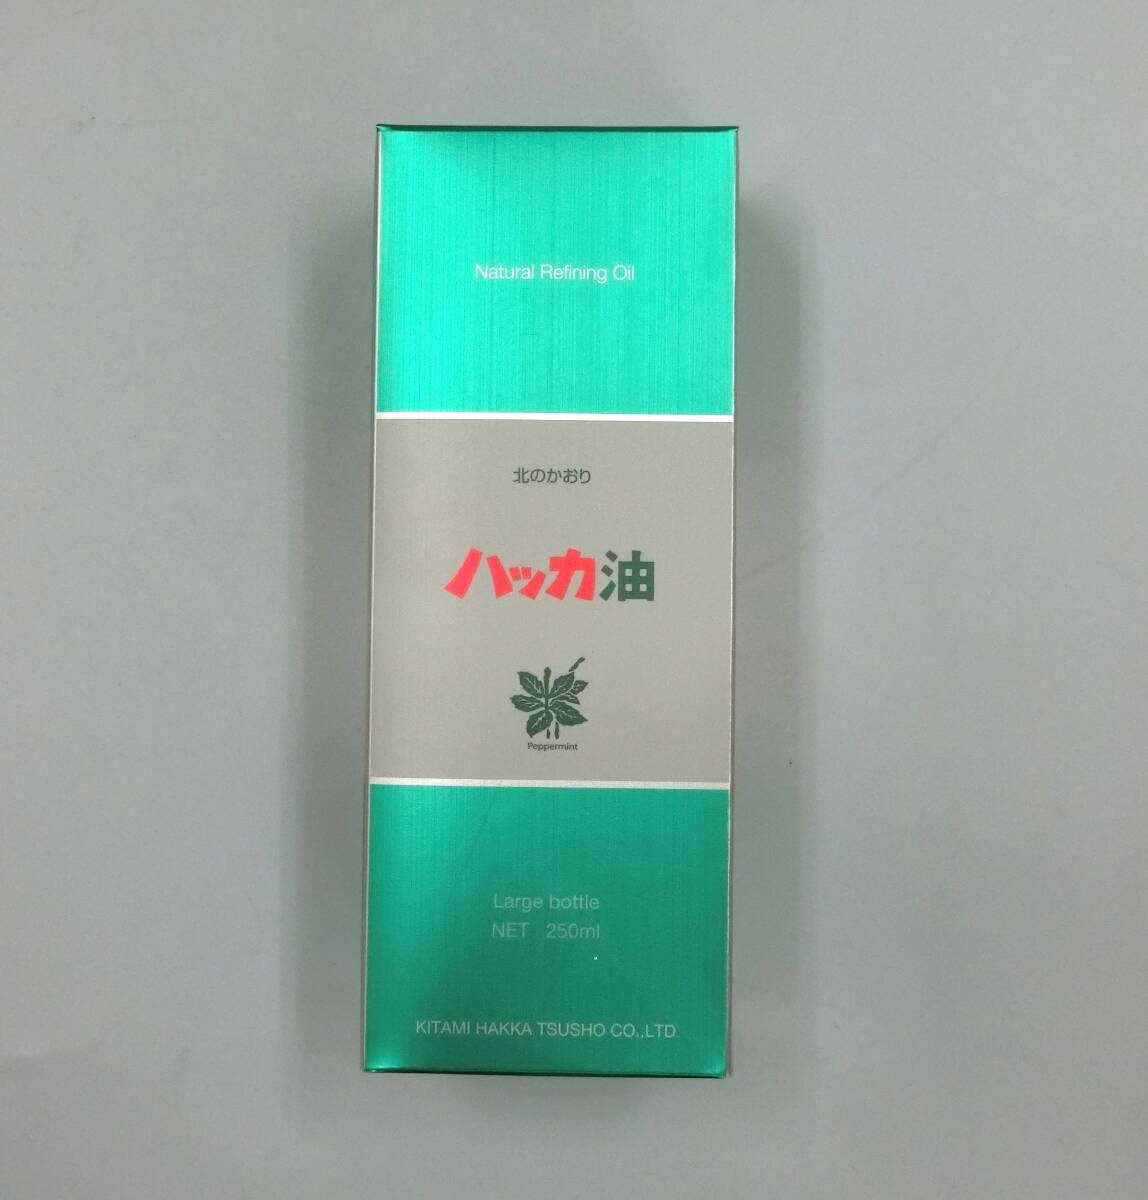 Natural Refining Oil
北のかおり
ハッカ油
Peppermint
Large bottle
NET 250ml
KITAMI HAKKA TSUSHO CO.,LTD.